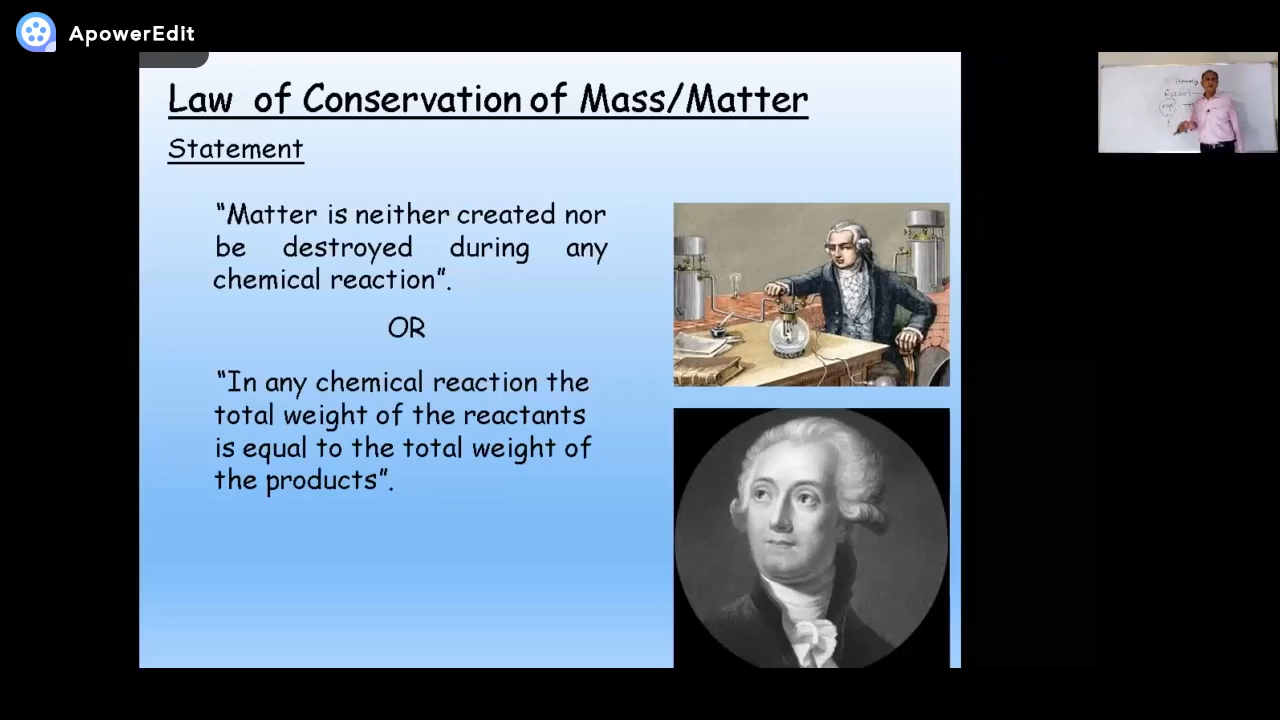 ApowerEdit
Law of Conservation of Mass/Matter
Statement
“Matter is neither created nor
be destroyed during any
chemical reaction”.
OR
“In any chemical reaction the
total weight of the reactants
is equal to the total weight of
the products”.